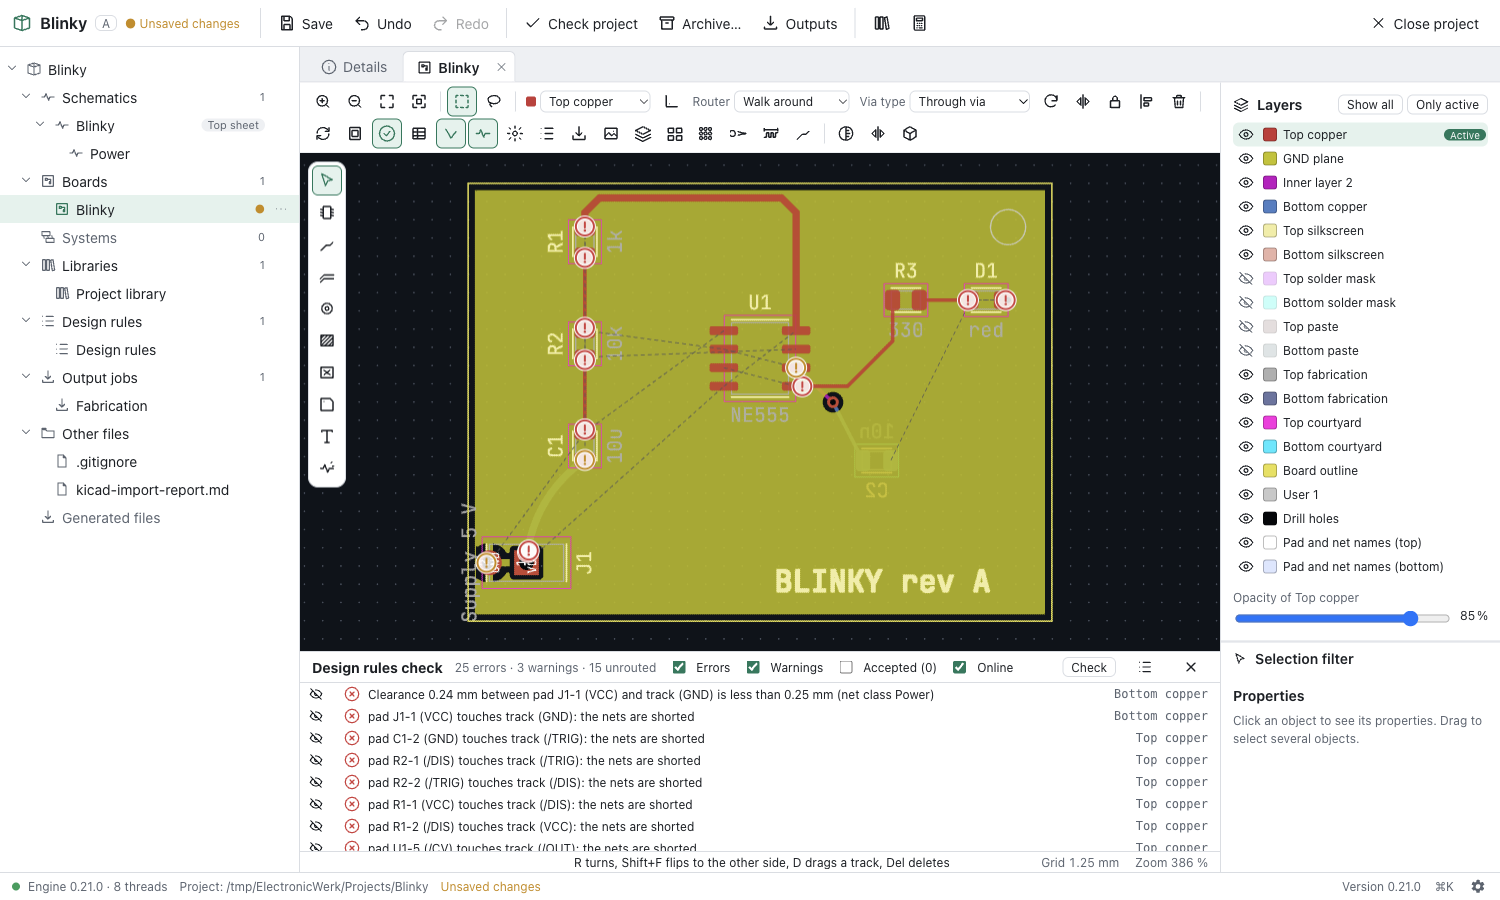 Blinky A Unsaved changes Save Undo Redo Check project Archive... Outputs Close project
Blinky
Schematics 1
Blinky Top sheet
Power
Boards 1
Blinky
Systems 0
Libraries 1
Project library
Design rules 1
Design rules
Output jobs 1
Fabrication
Other files
.gitignore
kicad-import-report.md
Generated files
Details Blinky
Top copper Router Walk around Via type Through via
R1 1k
R3 D1
330 red
U1
R2 10k
NE555
C1 10u
10n
C2
Supply 5 V
J1
BLINKY rev A
Design rules check 25 errors · 3 warnings · 15 unrouted Errors Warnings Accepted (0) Online Check
Clearance 0.24 mm between pad J1-1 (VCC) and track (GND) is less than 0.25 mm (net class Power) Bottom copper
pad J1-1 (VCC) touches track (GND): the nets are shorted Bottom copper
pad C1-2 (GND) touches track (/TRIG): the nets are shorted Top copper
pad R2-1 (/DIS) touches track (/TRIG): the nets are shorted Top copper
pad R2-2 (/TRIG) touches track (/DIS): the nets are shorted Top copper
pad R1-1 (VCC) touches track (/DIS): the nets are shorted Top copper
pad R1-2 (/DIS) touches track (VCC): the nets are shorted Top copper
pad U1-5 (/CV) touches track (/OUT): the nets are shorted Top copper
R turns, Shift+F flips to the other side, D drags a track, Del deletes Grid 1.25 mm Zoom 386 %
Layers Show all Only active
Top copper Active
GND plane
Inner layer 2
Bottom copper
Top silkscreen
Bottom silkscreen
Top solder mask
Bottom solder mask
Top paste
Bottom paste
Top fabrication
Bottom fabrication
Top courtyard
Bottom courtyard
Board outline
User 1
Drill holes
Pad and net names (top)
Pad and net names (bottom)
Opacity of Top copper
85 %
Selection filter
Properties
Click an object to see its properties. Drag to
select several objects.
Engine 0.21.0 · 8 threads Project: /tmp/ElectronicWerk/Projects/Blinky Unsaved changes Version 0.21.0 ⌘K